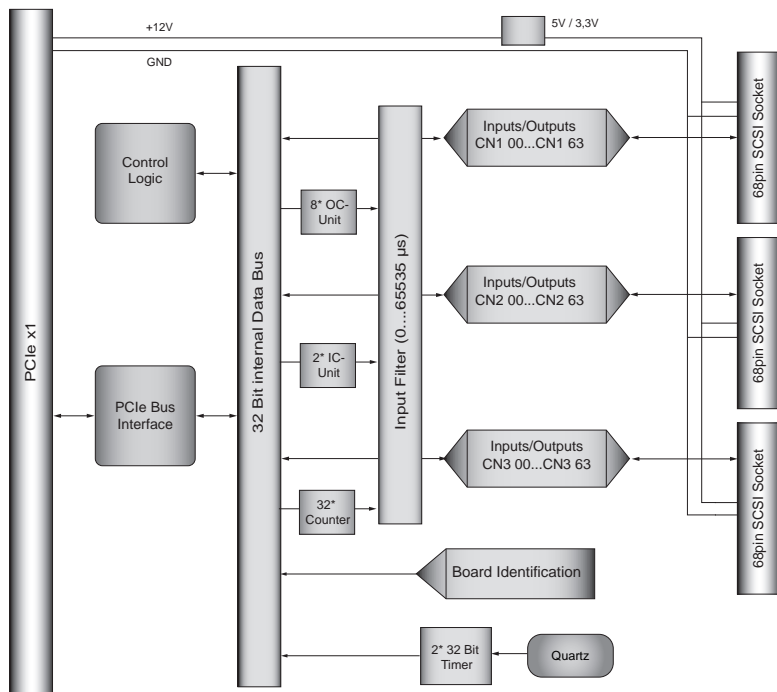 +12V
5V / 3,3V
GND
PCIe x1
Control
Logic
PCIe Bus
Interface
32 Bit internal Data Bus
8* OC-
Unit
2* IC-
Unit
32*
Counter
Input Filter (0....65535 µs)
Inputs/Outputs
CN1 00...CN1 63
Inputs/Outputs
CN2 00...CN2 63
Inputs/Outputs
CN3 00...CN3 63
68pin SCSI Socket
68pin SCSI Socket
68pin SCSI Socket
Board Identification
2* 32 Bit
Timer
Quartz